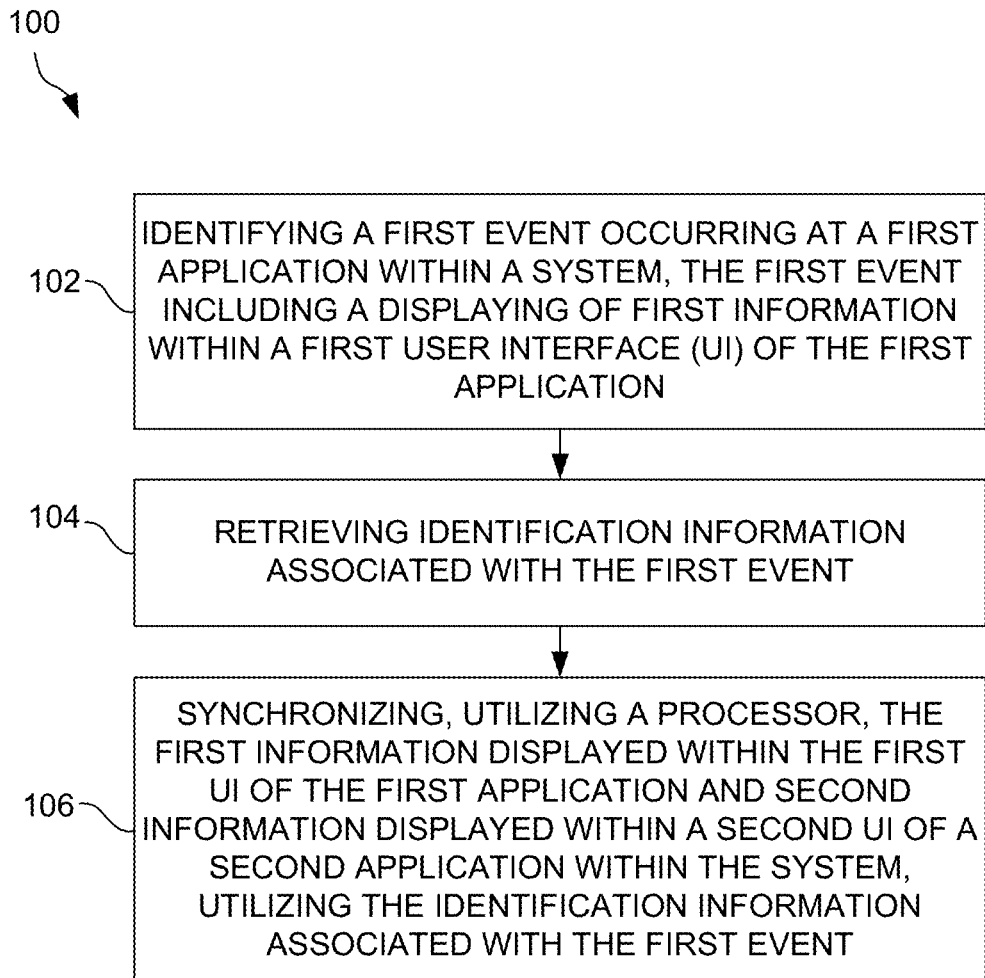 100
102
IDENTIFYING A FIRST EVENT OCCURRING AT A FIRST
APPLICATION WITHIN A SYSTEM, THE FIRST EVENT
INCLUDING A DISPLAYING OF FIRST INFORMATION
WITHIN A FIRST USER INTERFACE (UI) OF THE FIRST
APPLICATION
104
RETRIEVING IDENTIFICATION INFORMATION
ASSOCIATED WITH THE FIRST EVENT
106
SYNCHRONIZING, UTILIZING A PROCESSOR, THE
FIRST INFORMATION DISPLAYED WITHIN THE FIRST
UI OF THE FIRST APPLICATION AND SECOND
INFORMATION DISPLAYED WITHIN A SECOND UI OF A
SECOND APPLICATION WITHIN THE SYSTEM,
UTILIZING THE IDENTIFICATION INFORMATION
ASSOCIATED WITH THE FIRST EVENT